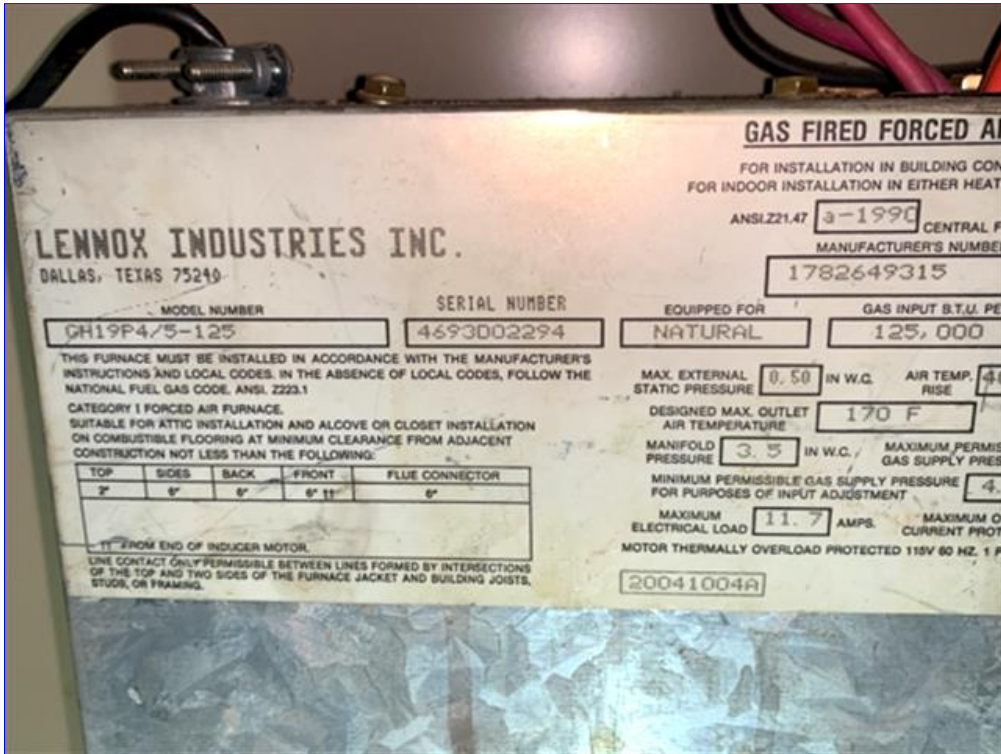 GAS FIRED FORCED
FOR INSTALLATION IN BUILDING
FOR INDOOR INSTALLATION IN EITHER
ANSI.Z21.47 a-1990 CENTRAL
LENNOX INDUSTRIES INC.
DALLAS, TEXAS 75240
MANUFACTURER'S
1782649315
MODEL NUMBER SERIAL NUMBER EQUIPPED FOR GAS INPUT B.T.U.
GH19P4/5-125 4693D02294 NATURAL 125,000
THIS FURNACE MUST BE INSTALLED IN ACCORDANCE WITH THE MANUFACTURER'S
INSTRUCTIONS AND LOCAL CODES. IN THE ABSENCE OF LOCAL CODES, FOLLOW THE
NATIONAL FUEL GAS CODE. ANSI. Z223.1
CATEGORY I FORCED AIR FURNACE.
SUITABLE FOR ATTIC INSTALLATION AND ALCOVE OR CLOSET INSTALLATION
ON COMBUSTIBLE FLOORING AT MINIMUM CLEARANCE FROM ADJACENT
CONSTRUCTION NOT LESS THAN THE FOLLOWING:
TOP SIDES BACK FRONT FLUE CONNECTOR
2" 6" 6" 6" †† 6"
†† FROM END OF INDUCER MOTOR.
LINE CONTACT ONLY PERMISSIBLE BETWEEN LINES FORMED BY INTERSECTIONS
OF THE TOP AND TWO SIDES OF THE FURNACE JACKET AND BUILDING JOISTS,
STUDS, OR FRAMING.
MAX. EXTERNAL
STATIC PRESSURE 0.50 IN W.C. AIR TEMP.
RISE
DESIGNED MAX. OUTLET
AIR TEMPERATURE 170 F
MANIFOLD
PRESSURE 3.5 IN W.C. MAXIMUM
GAS SUPPLY
MINIMUM PERMISSIBLE GAS SUPPLY PRESSURE
FOR PURPOSES OF INPUT ADJUSTMENT
MAXIMUM
ELECTRICAL LOAD 11.7 AMPS. MAXIMUM
CURRENT
MOTOR THERMALLY OVERLOAD PROTECTED 115V 60 HZ. 1
20041004A